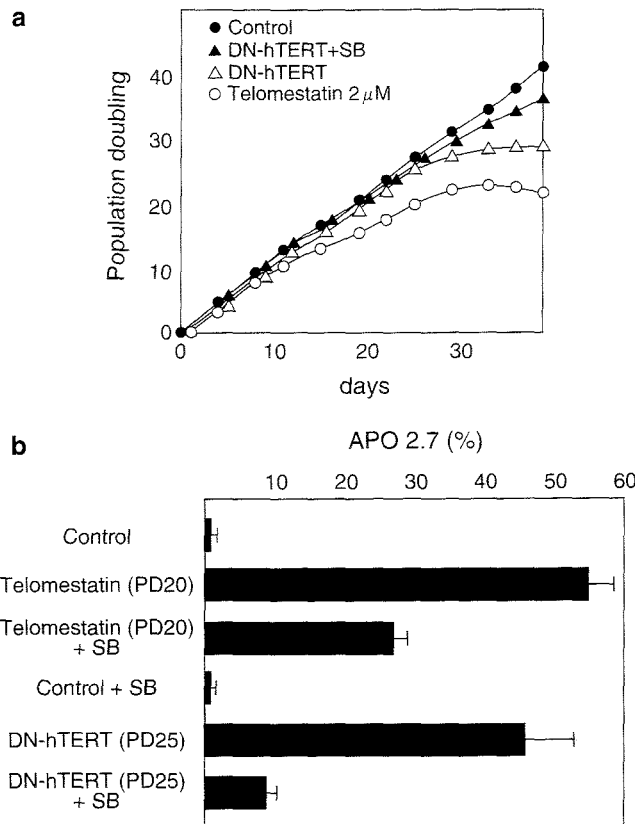 a
Control
DN-hTERT+SB
DN-hTERT
Telomestatin 2 μM
Population doubling
40
30
20
10
0
0
10
20
30
days
b
APO 2.7 (%)
10
20
30
40
50
60
Control
Telomestatin (PD20)
Telomestatin (PD20)
+ SB
Control + SB
DN-hTERT (PD25)
DN-hTERT (PD25)
+ SB